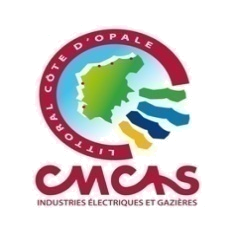 LITTORAL CÔTE D'OPALE
CMCAS
INDUSTRIES ÉLECTRIQUES ET GAZIÈRES